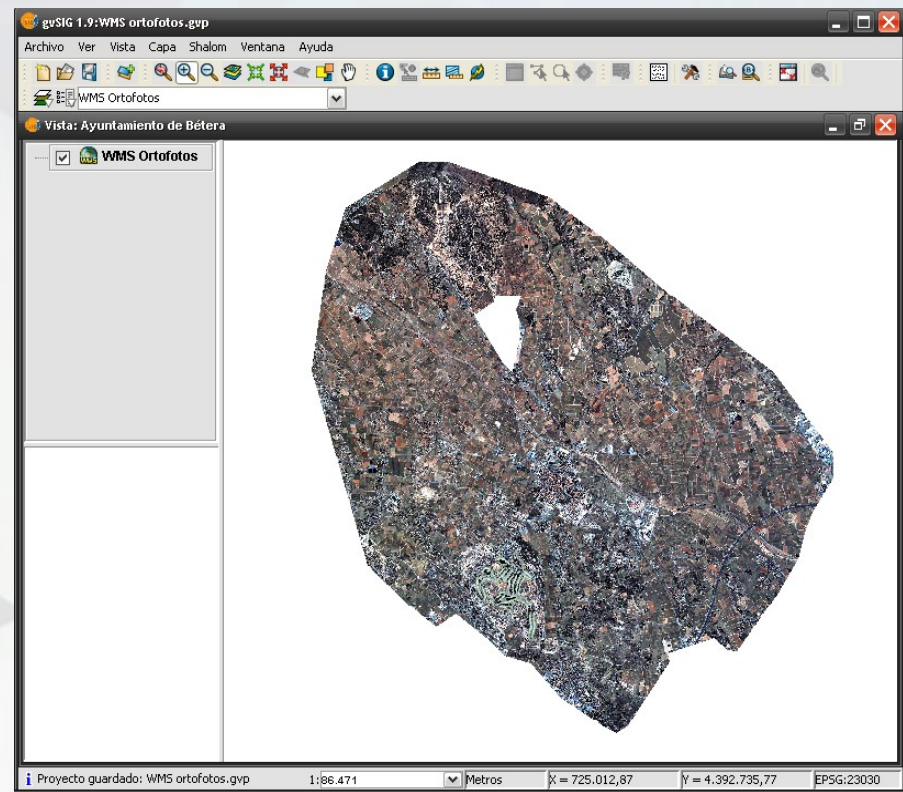 gvSIG 1.9:WMS ortofotos.gvp
Archivo Ver Vista Capa Shalom Ventana Ayuda
WMS Ortofotos
Vista: Ayuntamiento de Bétera
WMS Ortofotos
Proyecto guardado: WMS ortofotos.gvp 1: 86.471 Metros X = 725.012,87 Y = 4.392.735,77 EPSG:23030